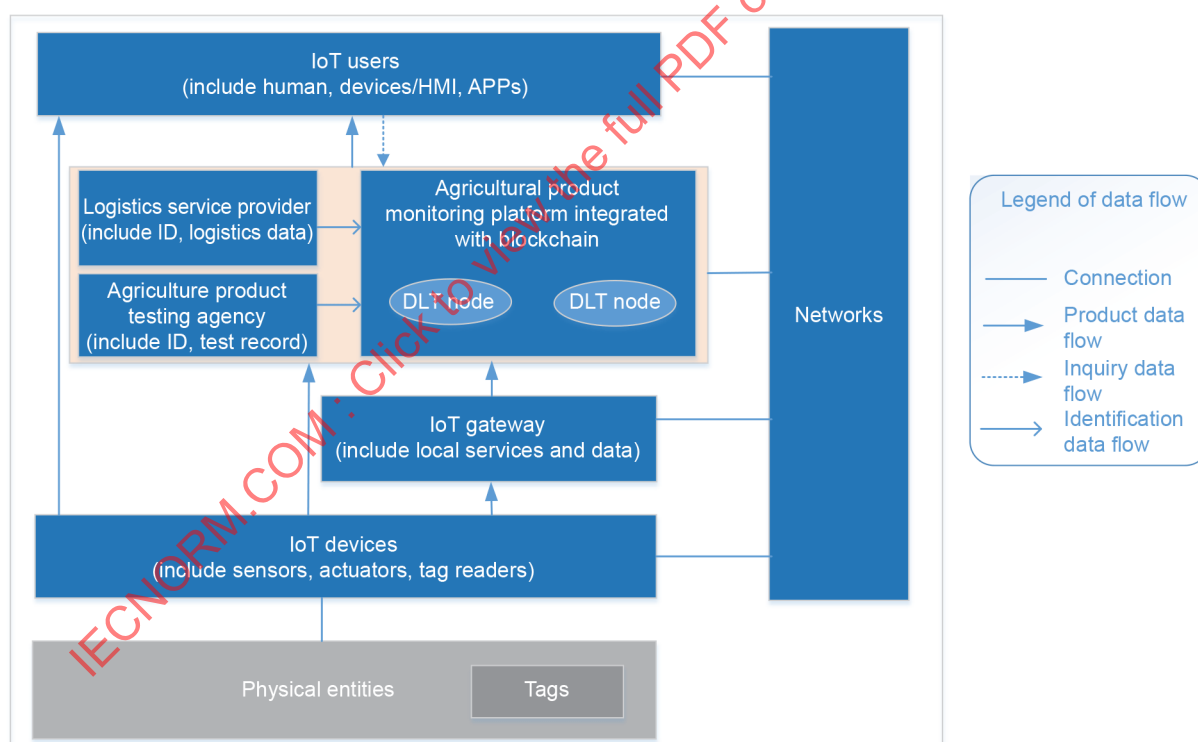 IoT users
(include human, devices/HMI, APPs)
Logistics service provider
(include ID, logistics data)
Agriculture product
testing agency
(include ID, test record)
Agricultural product
monitoring platform integrated
with blockchain
DLT node
DLT node
Networks
IoT gateway
(include local services and data)
IoT devices
(include sensors, actuators, tag readers)
Physical entities
Tags
Legend of data flow
Connection
Product data
flow
Inquiry data
flow
Identification
data flow
IECNORM.COM : Click to view the full PDF